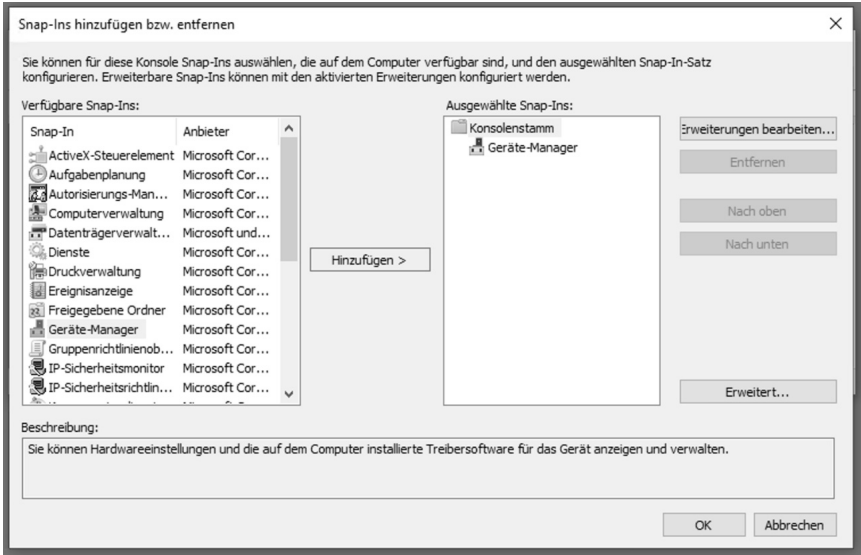 Snap-Ins hinzufügen bzw. entfernen
Sie können für diese Konsole Snap-Ins auswählen, die auf dem Computer verfügbar sind, und den ausgewählten Snap-In-Satz
konfigurieren. Erweiterbare Snap-Ins können mit den aktivierten Erweiterungen konfiguriert werden.
Verfügbare Snap-Ins:
Snap-In Anbieter
ActiveX-Steuerelement Microsoft Cor...
Aufgabenplanung Microsoft Cor...
Autorisierungs-Man... Microsoft Cor...
Computerverwaltung Microsoft Cor...
Datenträgerverwalt... Microsoft und...
Dienste Microsoft Cor...
Druckverwaltung Microsoft Cor...
Ereignisanzeige Microsoft Cor...
Freigegebene Ordner Microsoft Cor...
Geräte-Manager Microsoft Cor...
Gruppenrichtlinienob... Microsoft Cor...
IP-Sicherheitsmonitor Microsoft Cor...
IP-Sicherheitsrichtlin... Microsoft Cor...
Hinzufügen >
Ausgewählte Snap-Ins:
Konsolenstamm
Geräte-Manager
Erweiterungen bearbeiten...
Entfernen
Nach oben
Nach unten
Erweitert...
Beschreibung:
Sie können Hardwareeinstellungen und die auf dem Computer installierte Treibersoftware für das Gerät anzeigen und verwalten.
OK
Abbrechen